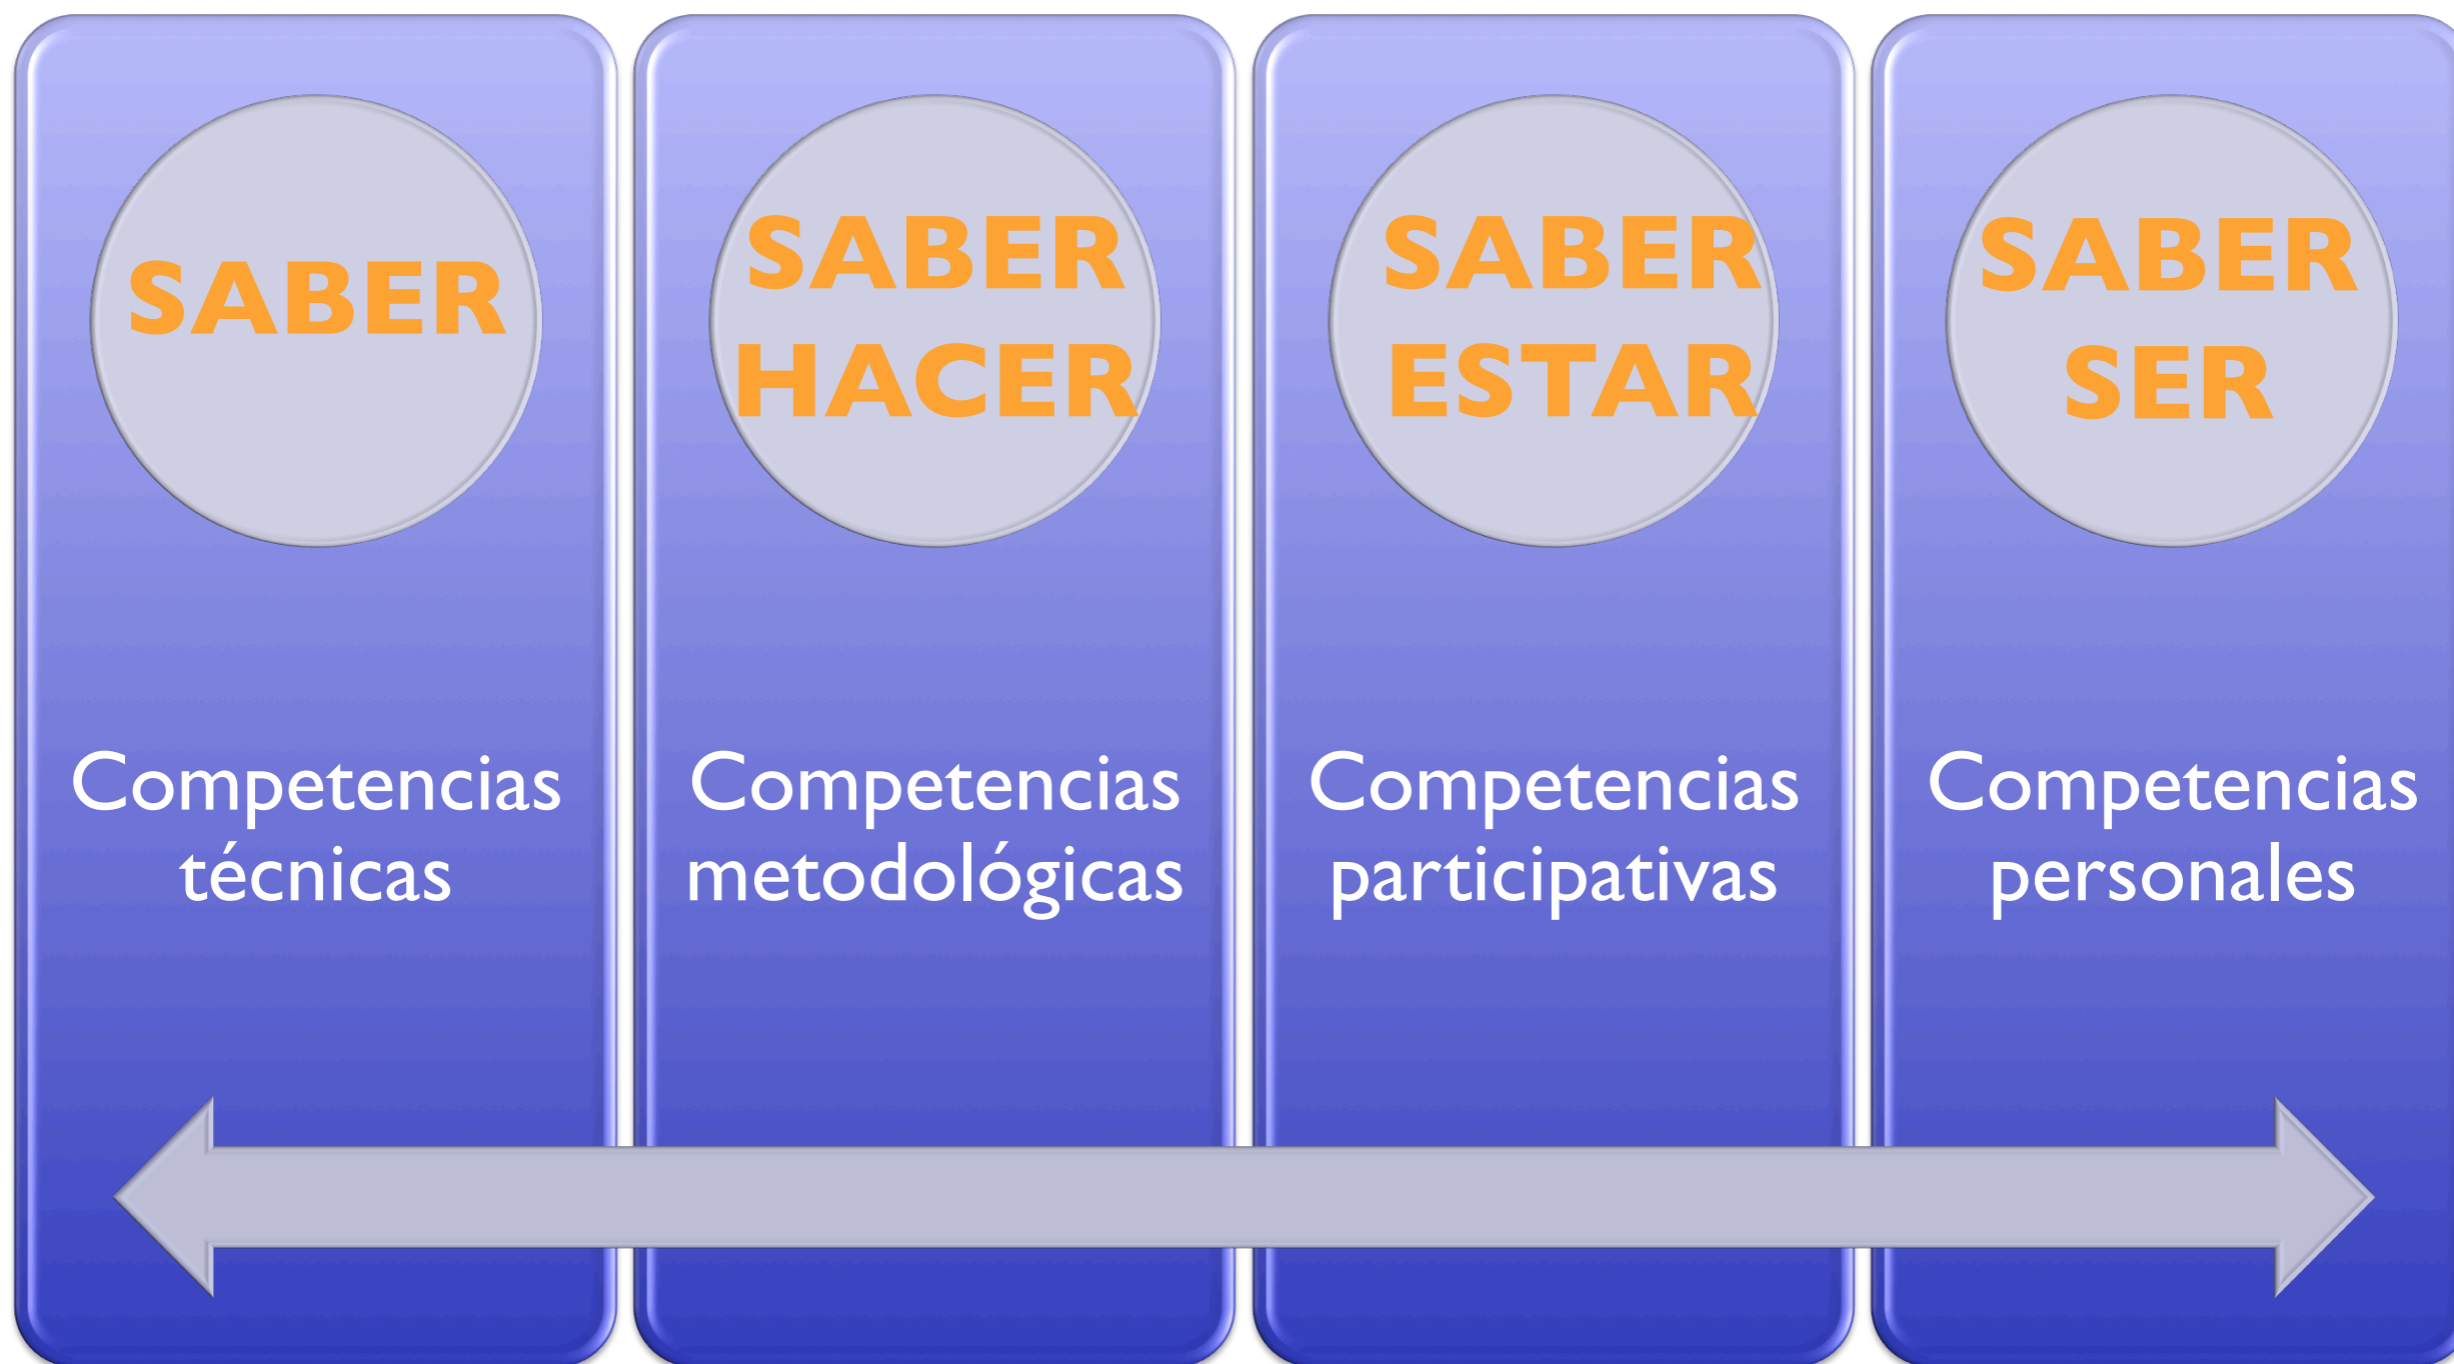 SABER
Competencias
técnicas
SABER
HACER
Competencias
metodológicas
SABER
ESTAR
Competencias
participativas
SABER
SER
Competencias
personales